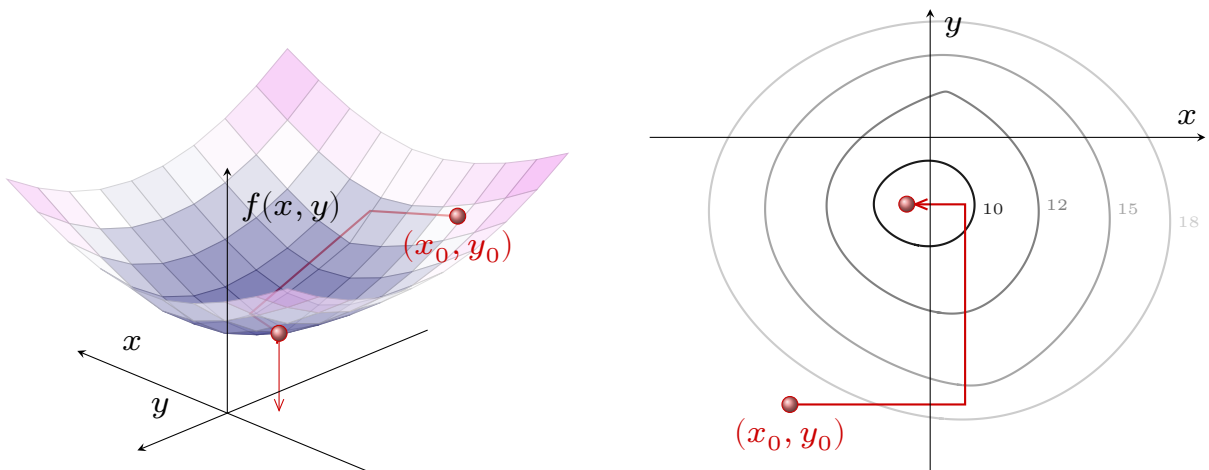 f(x, y)
(x₀, y₀)
x
y
y
x
10
12
15
18
(x₀, y₀)